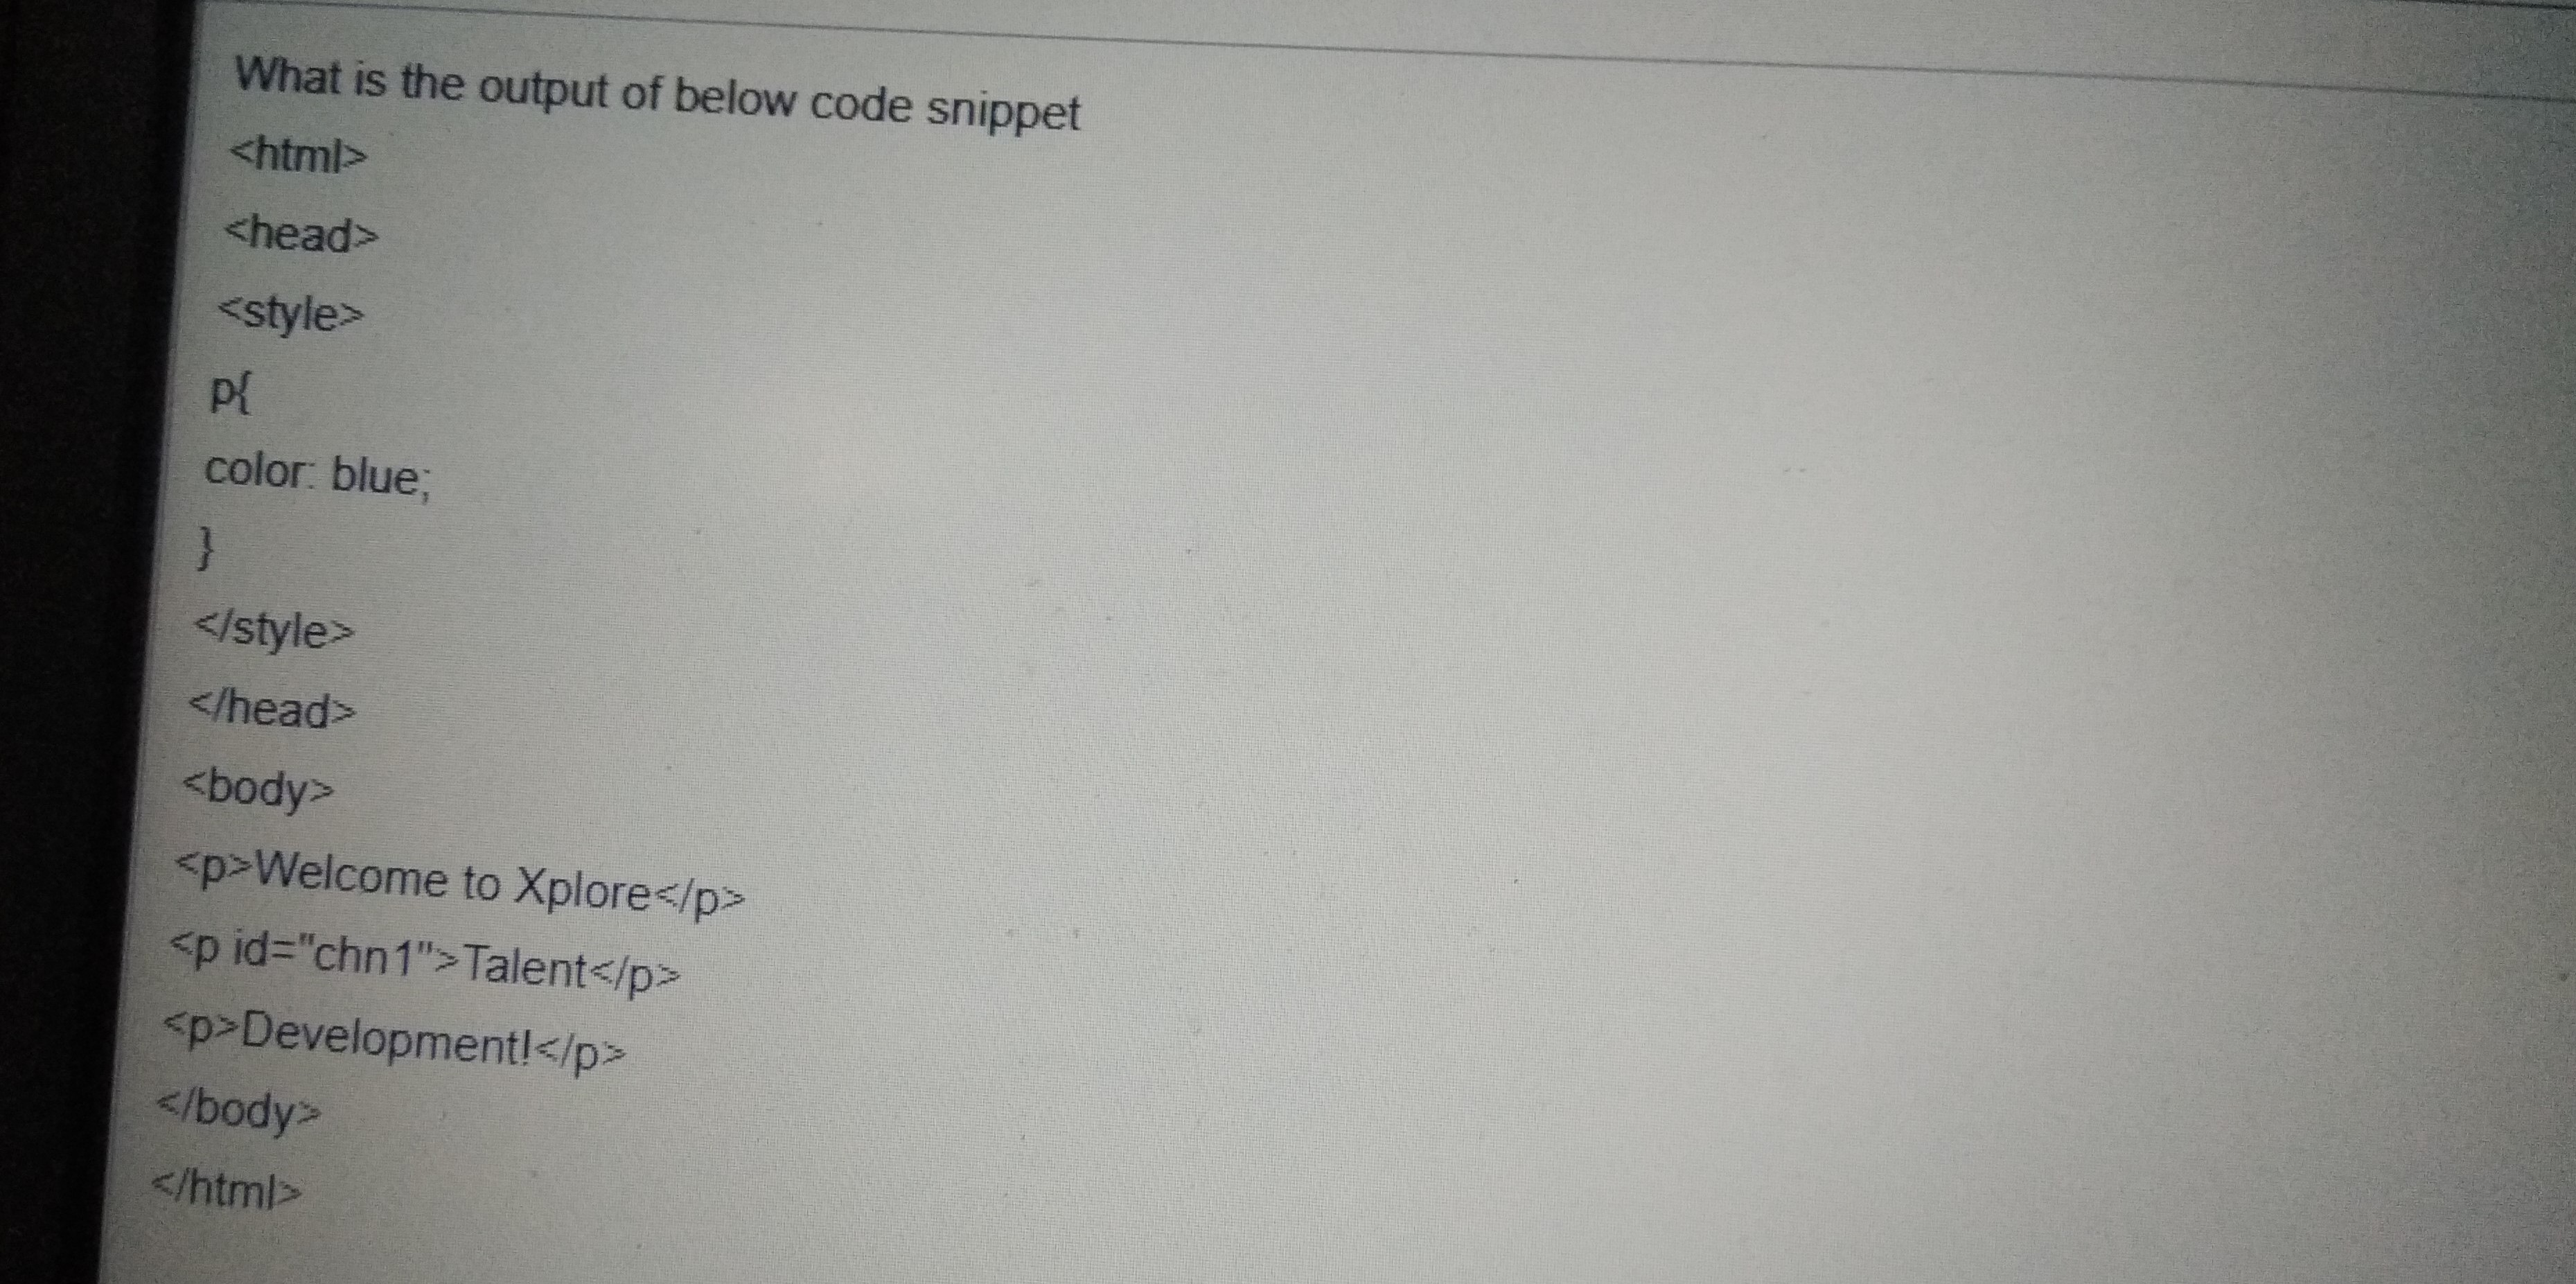 What is the output of below code snippet
<html>
<head>
<style>
p{
color: blue;
}
</style>
</head>
<body>
<p>Welcome to Xplore</p>
<p id="chn1">Talent</p>
<p>Development!</p>
</body>
</html>